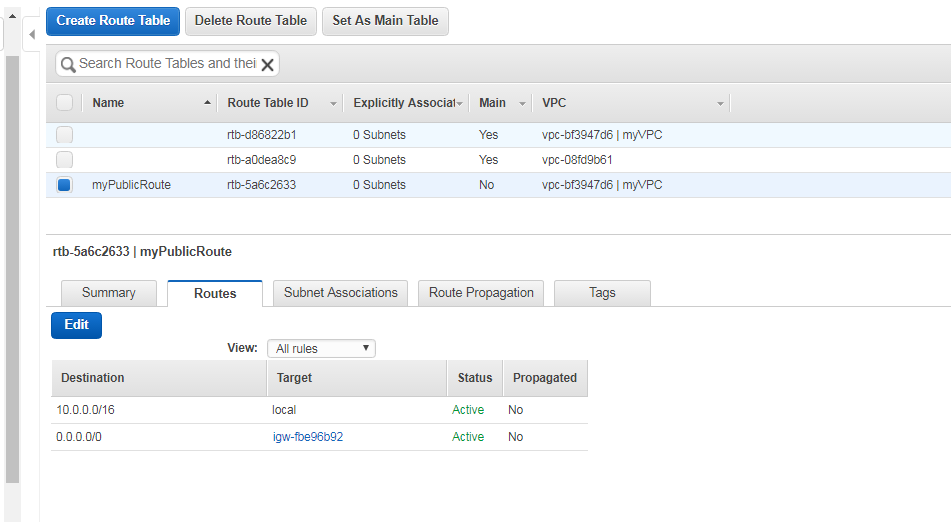 Create Route Table Delete Route Table Set As Main Table
Search Route Tables and thei
Name Route Table ID Explicitly Associat Main VPC
rtb-d86822b1 0 Subnets Yes vpc-bf3947d6 | myVPC
rtb-a0dea8c9 0 Subnets Yes vpc-08fd9b61
myPublicRoute rtb-5a6c2633 0 Subnets No vpc-bf3947d6 | myVPC
rtb-5a6c2633 | myPublicRoute
Summary Routes Subnet Associations Route Propagation Tags
Edit
View: All rules
Destination Target Status Propagated
10.0.0.0/16 local Active No
0.0.0.0/0 igw-fbe96b92 Active No